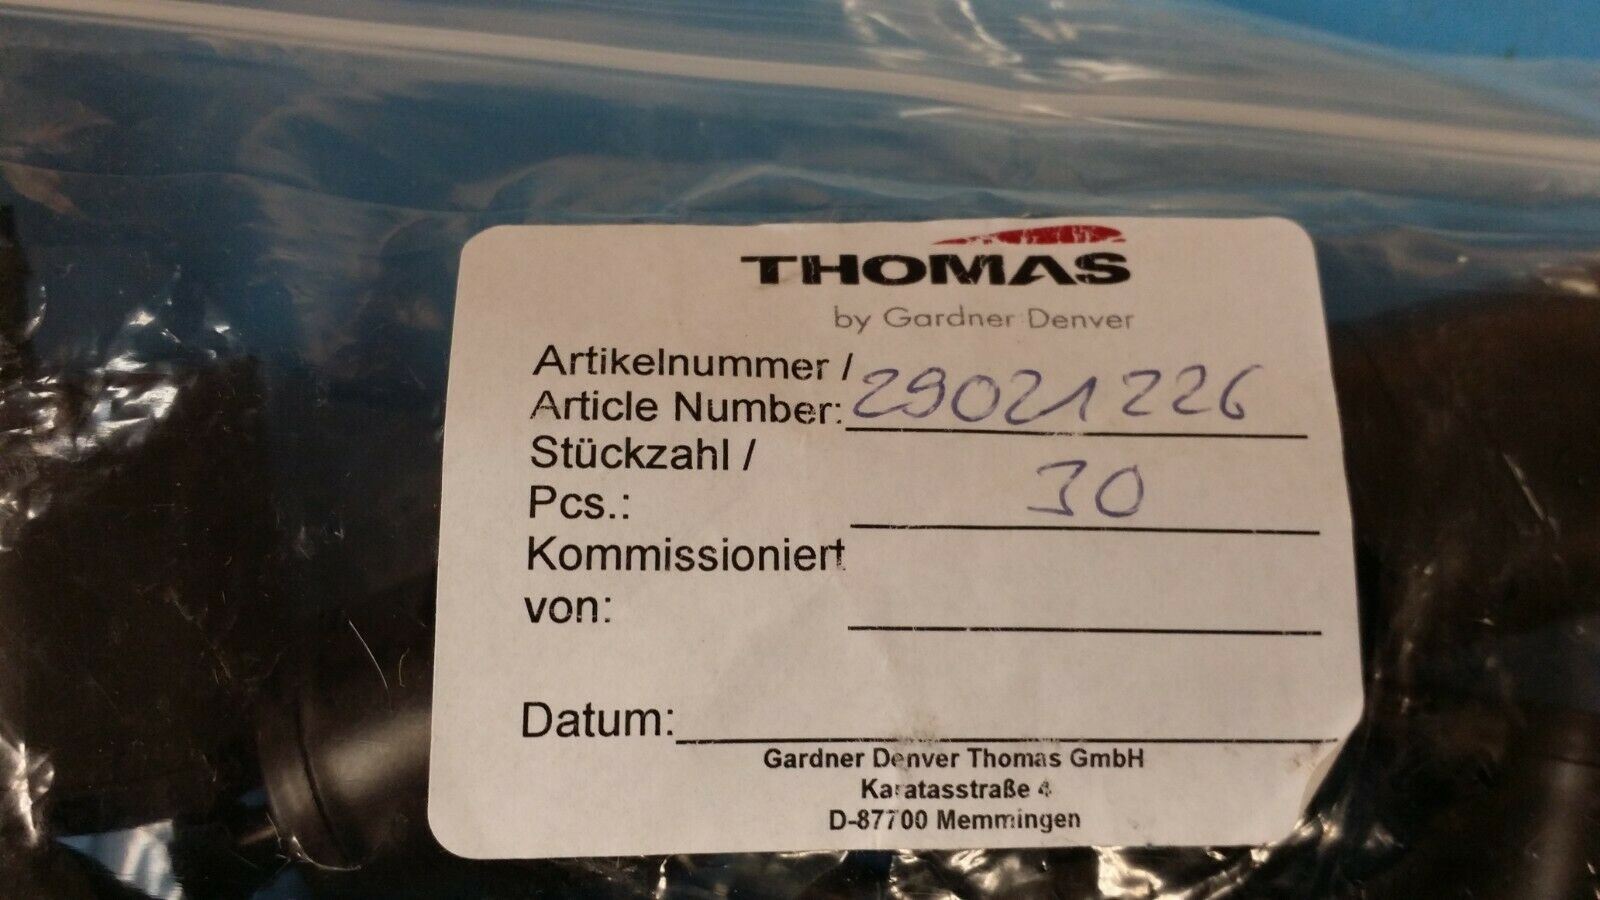 THOMAS
by Gardner Denver
Artikelnummer /
Article Number: 29021226
Stückzahl /
Pcs.: 30
Kommissioniert
von:
Datum:
Gardner Denver Thomas GmbH
Karatasstraße 4
D-87700 Memmingen